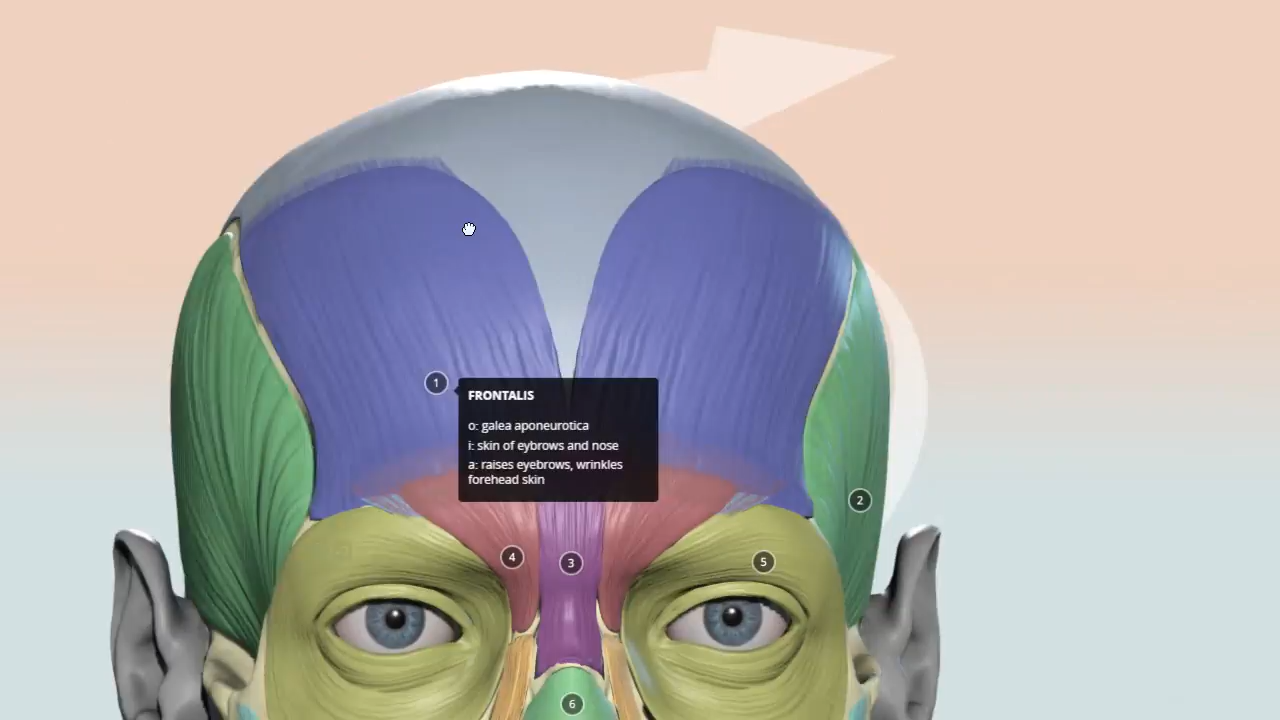 1
FRONTALIS
o: galea aponeurotica
i: skin of eybrows and nose
a: raises eyebrows, wrinkles
forehead skin
2
4
3
5
6